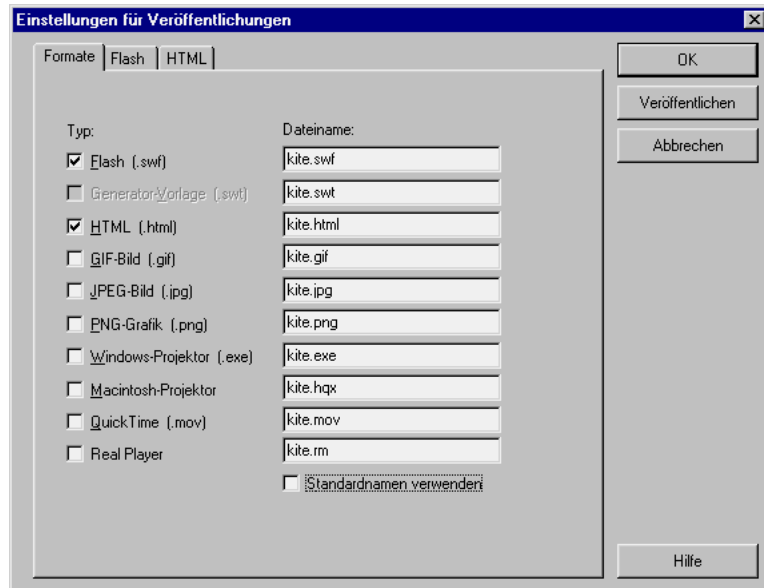 Einstellungen für Veröffentlichungen
Formate Flash HTML
OK
Veröffentlichen
Abbrechen
Typ: Dateiname:
Flash (.swf) kite.swf
Generator-Vorlage (.swt) kite.swt
HTML (.html) kite.html
GIF-Bild (.gif) kite.gif
JPEG-Bild (.jpg) kite.jpg
PNG-Grafik (.png) kite.png
Windows-Projektor (.exe) kite.exe
Macintosh-Projektor kite.hqx
QuickTime (.mov) kite.mov
Real Player kite.rm
Standardnamen verwenden
Hilfe